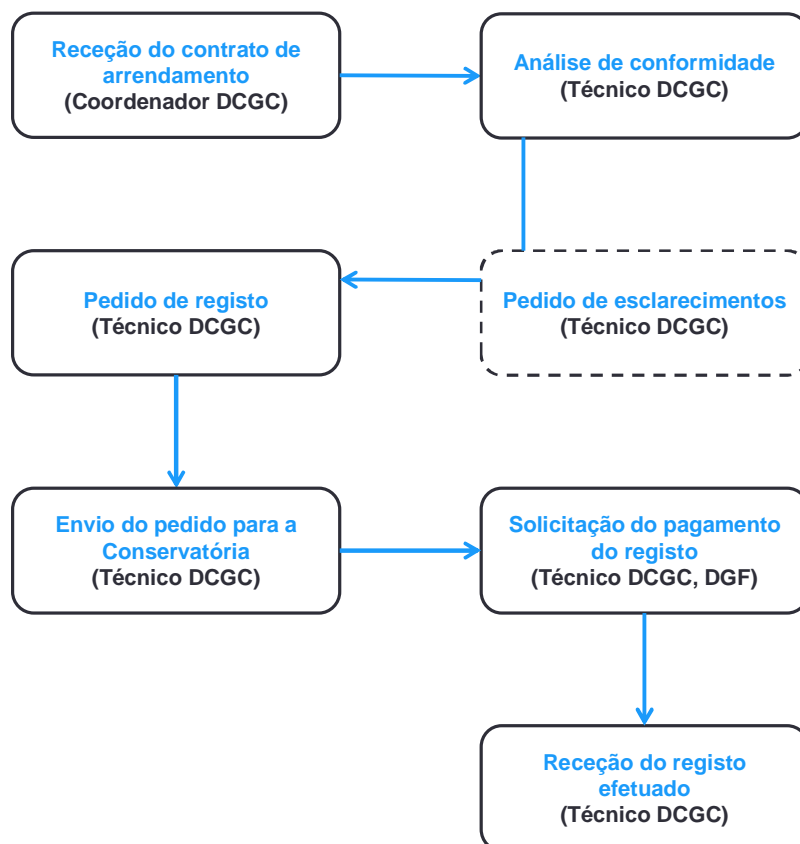 Receção do contrato de
arrendamento
(Coordenador DCGC)
Análise de conformidade
(Técnico DCGC)
Pedido de registo
(Técnico DCGC)
Pedido de esclarecimentos
(Técnico DCGC)
Envio do pedido para a
Conservatória
(Técnico DCGC)
Solicitação do pagamento
do registo
(Técnico DCGC, DGF)
Receção do registo
efetuado
(Técnico DCGC)